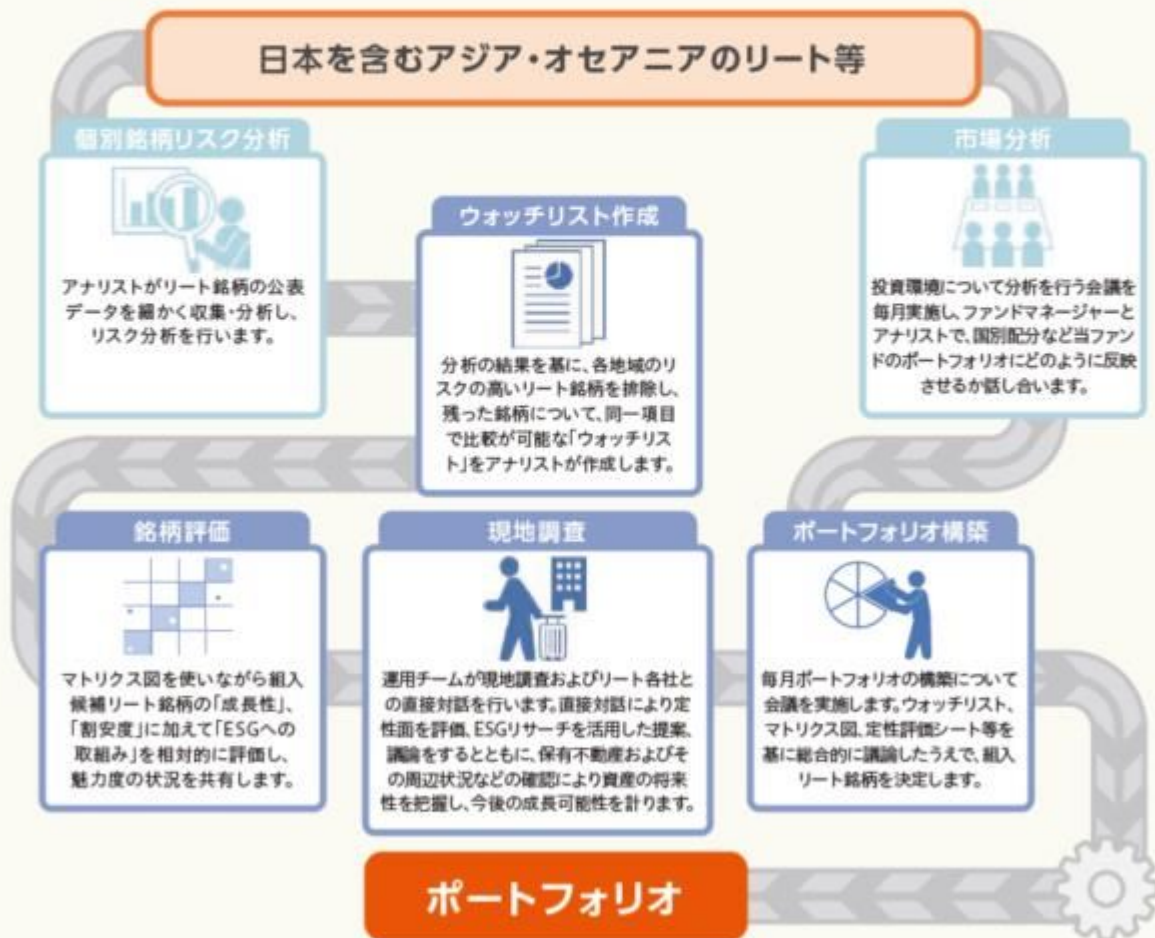 日本を含むアジア・オセアニアのリート等
個別銘柄リスク分析
アナリストがリート銘柄の公表
データを細かく収集・分析し、
リスク分析を行います。
ウォッチリスト作成
分析の結果を基に、各地域のリ
スクの高いリート銘柄を排除し、
残った銘柄について、同一項目
で比較が可能な「ウォッチリス
ト」をアナリストが作成します。
市場分析
投資環境について分析を行う会議を
毎月実施し、ファンドマネージャーと
アナリストで、国別配分など当ファン
ドのポートフォリオにどのように反映
させるか話し合います。
銘柄評価
マトリクス図を使いながら組入
候補リート銘柄の「成長性」、
「割安度」に加えて「ESGへの
取組み」を相対的に評価し、
魅力度の状況を共有します。
現地調査
運用チームが現地調査およびリート各社と
の直接対話を行います。直接対話により定
性面を評価、ESGリサーチを活用した提案、
議論をするとともに、保有不動産およびそ
の周辺状況などの確認により資産の将来
性を把握し、今後の成長可能性を計ります。
ポートフォリオ構築
毎月ポートフォリオの構築について
会議を実施します。ウォッチリスト、
マトリクス図、定性評価シート等を
基に総合的に議論したうえで、組入
リート銘柄を決定します。
ポートフォリオ